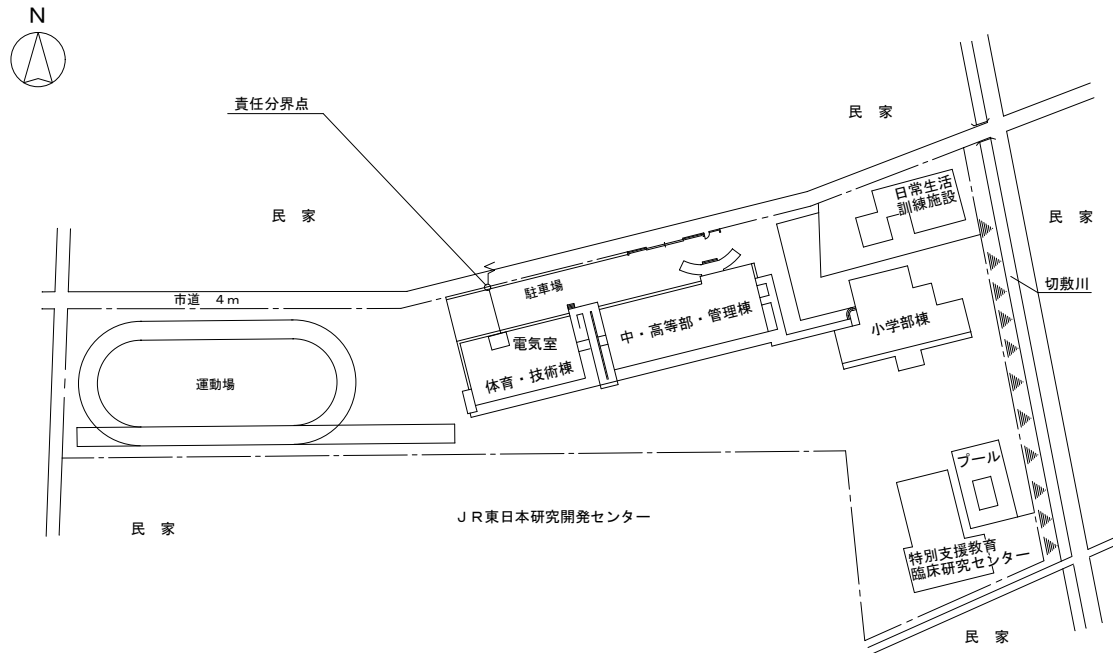 N
責任分界点
民 家
民 家
日常生活
訓練施設
民 家
切敷川
駐車場
市道 4m
小学部棟
中・高等部・管理棟
電気室
体育・技術棟
運動場
プール
JR東日本研究開発センター
民 家
特別支援教育
臨床研究センター
民 家